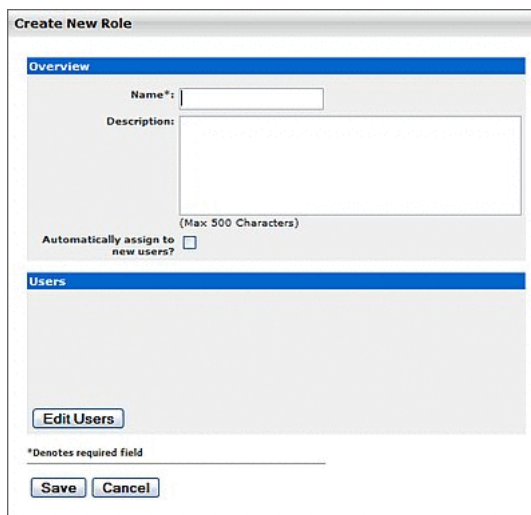 Create New Role
Overview
Name*:
Description:
(Max 500 Characters)
Automatically assign to
new users?
Users
Edit Users
*Denotes required field
Save Cancel